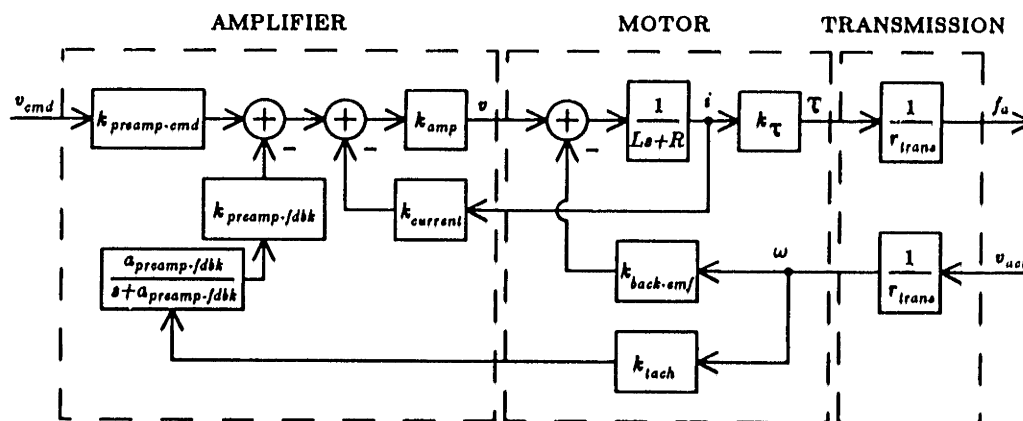 AMPLIFIER MOTOR TRANSMISSION
v_cmd
k_preamp-cmd
+
-
+
-
k_amp
v
+
-
1
Ls+R
i
k_τ
τ
1
r_trans
f_a
k_preamp-fdbk
k_current
a_preamp-fdbk
s+a_preamp-fdbk
k_back-emf
ω
1
r_trans
v_act
k_tach